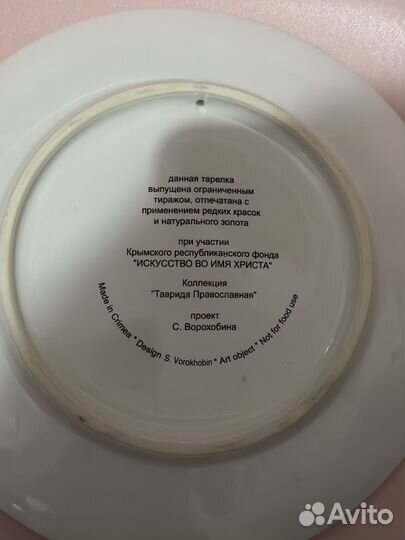 данная тарелка
выпущена ограниченным
тиражом, отпечатана с
применением редких красок
и натурального золота
при участии
Крымского республиканского фонда
"ИСКУССТВО ВО ИМЯ ХРИСТА"
Коллекция
"Таврида Православная"
проект
С. Ворохобина
Made in Crimea * Design S. Vorokhobin * Art object * Not for food use
Avito